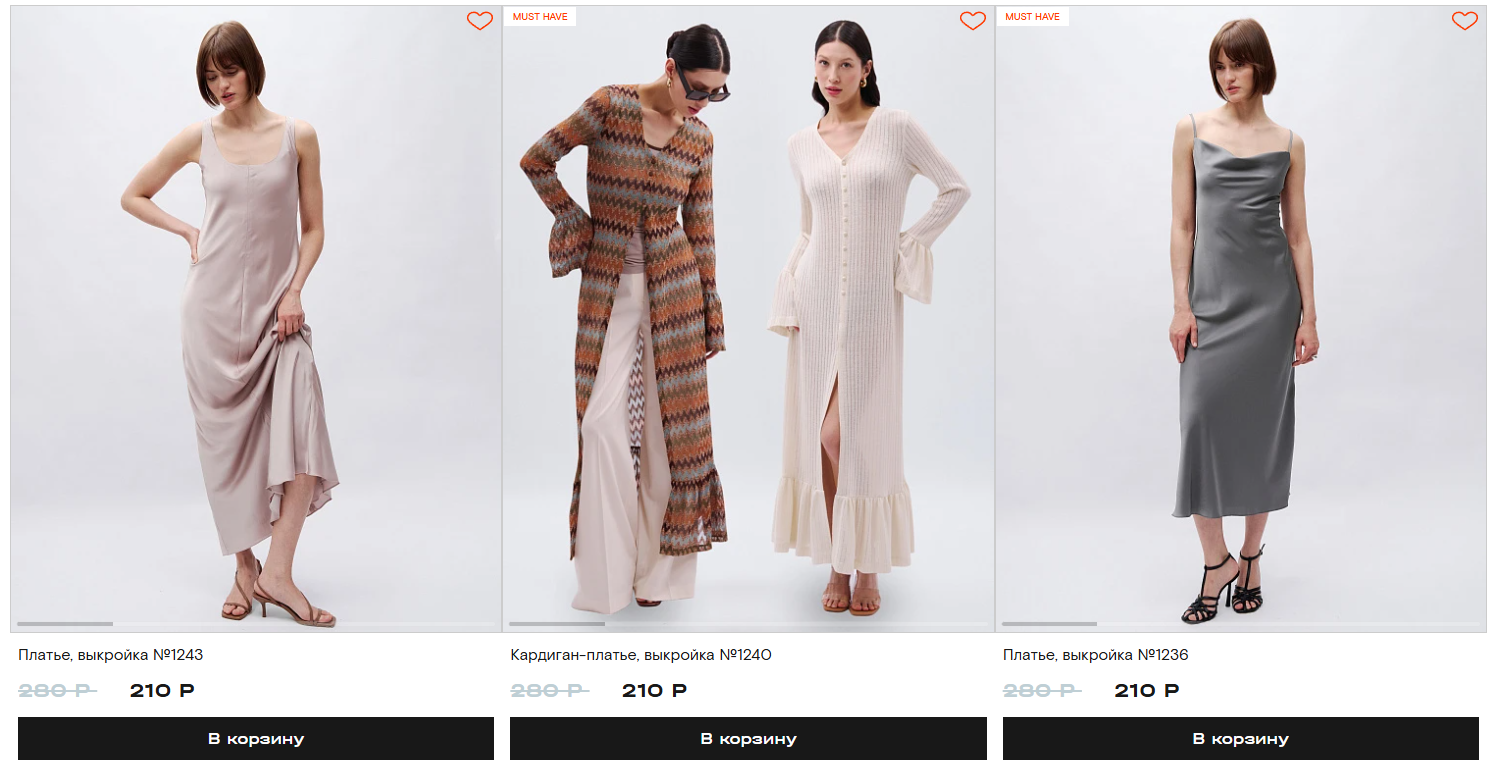 MUST HAVE
MUST HAVE
Платье, выкройка №1243
Кардиган-платье, выкройка №1240
Платье, выкройка №1236
280 Р 210 Р
280 Р 210 Р
280 Р 210 Р
В корзину
В корзину
В корзину